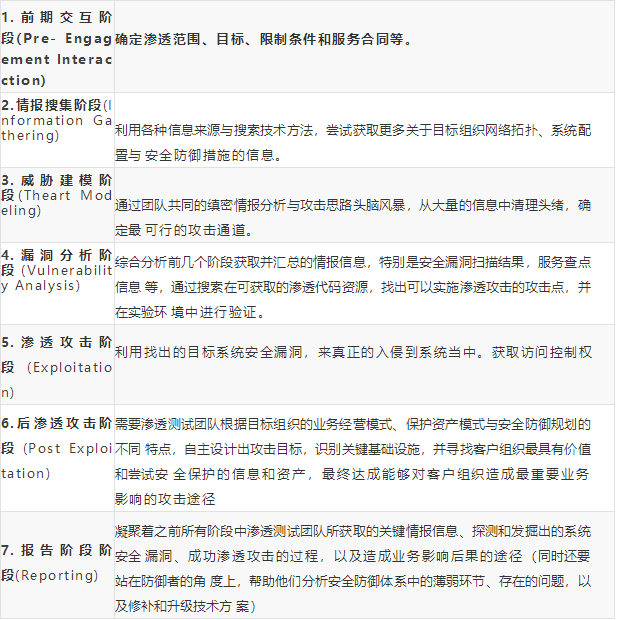 1. 前期交互阶
段(Pre- Engag
ement Interac
ction)
确定渗透范围、目标、限制条件和服务合同等。
2.情报搜集阶段(I
nformation Ga
thering)
利用各种信息来源与搜索技术方法，尝试获取更多关于目标组织网络拓扑、系统配
置与 安全防御措施的信息。
3. 威胁建模阶
段(Theart Mod
eling)
通过团队共同的缜密情报分析与攻击思路头脑风暴，从大量的信息中清理头绪，确
定最 可行的攻击通道。
4. 漏洞分析阶
段 (Vulnerabilit
y Analysis)
综合分析前几个阶段获取并汇总的情报信息，特别是安全漏洞扫描结果，服务查点
信息 等，通过搜索在可获取的渗透代码资源，找出可以实施渗透攻击的攻击点，并
在实验环 境中进行验证。
5. 渗透攻击阶
段 (Exploitatio
n)
利用找出的目标系统安全漏洞，来真正的入侵到系统当中。获取访问控制权
6.后渗透攻击阶
段 (Post Exploi
tation)
需要渗透测试团队根据目标组织的业务经营模式、保护资产模式与安全防御规划的
不同 特点，自主设计出攻击目标，识别关键基础设施，并寻找客户组织最具有价值
和尝试安 全保护的信息和资产，最终达成能够对客户组织造成最重要业务
影响的攻击途径
7. 报告阶段阶
段(Reporting)
凝聚着之前所有阶段中渗透测试团队所获取的关键情报信息、探测和发掘出的系统
安全 漏洞、成功渗透攻击的过程，以及造成业务影响后果的途径（同时还要
站在防御者的角 度上，帮助他们分析安全防御体系中的薄弱环节、存在的问题，以
及修补和升级技术方 案）